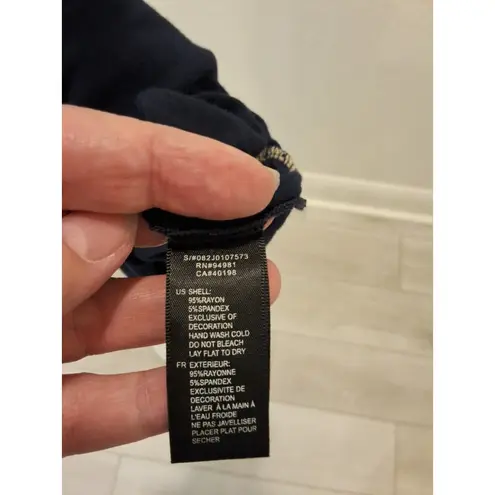 S/#082J0107573
RN#94981
CA#40198
US SHELL:
95%RAYON
5%SPANDEX
EXCLUSIVE OF
DECORATION
HAND WASH COLD
DO NOT BLEACH
LAY FLAT TO DRY
FR EXTERIEUR:
95%RAYONNE
5%SPANDEX
EXCLUSIVITE DE
DECORATION
LAVER À LA MAIN À
L'EAU FROIDE
NE PAS JAVELLISER
PLACER PLAT POUR
SECHER